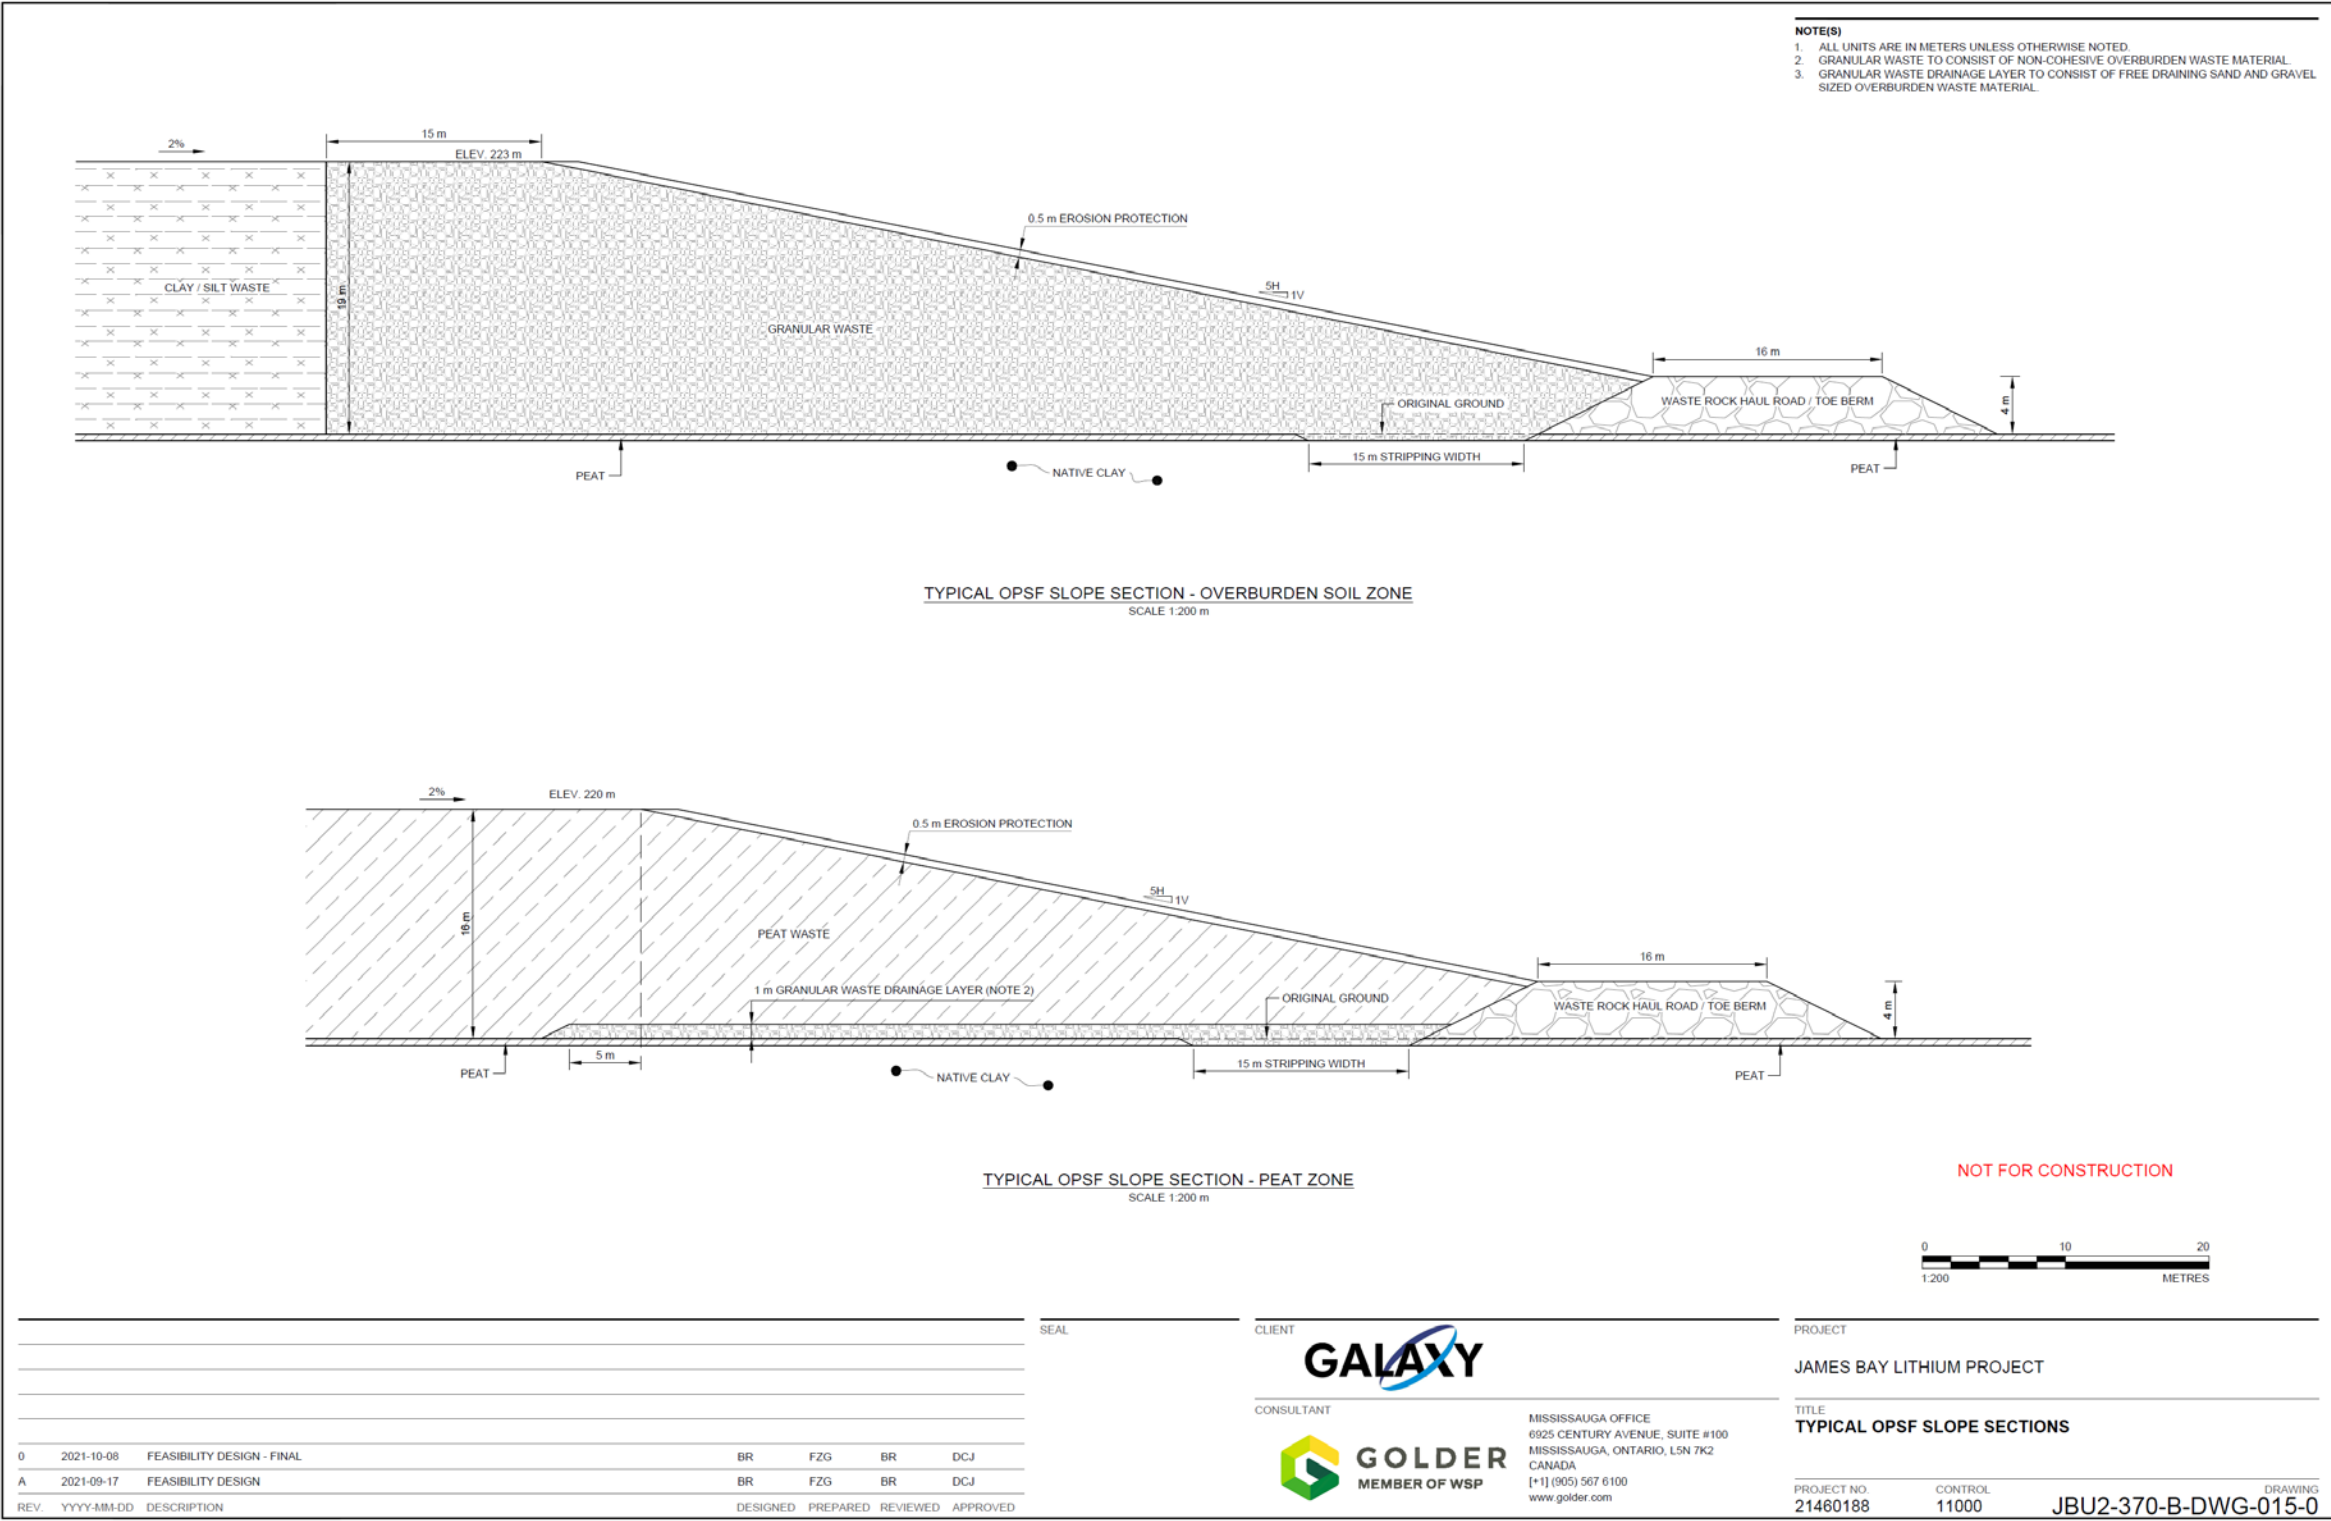 NOTE(S)
1. ALL UNITS ARE IN METERS UNLESS OTHERWISE NOTED.
2. GRANULAR WASTE TO CONSIST OF NON-COHESIVE OVERBURDEN WASTE MATERIAL.
3. GRANULAR WASTE DRAINAGE LAYER TO CONSIST OF FREE DRAINING SAND AND GRAVEL
SIZED OVERBURDEN WASTE MATERIAL.
2%
15 m
ELEV. 223 m
0.5 m EROSION PROTECTION
CLAY / SILT WASTE
19 m
5H
1V
GRANULAR WASTE
16 m
ORIGINAL GROUND
WASTE ROCK HAUL ROAD / TOE BERM
4 m
15 m STRIPPING WIDTH
PEAT
NATIVE CLAY
PEAT
TYPICAL OPSF SLOPE SECTION - OVERBURDEN SOIL ZONE
SCALE 1:200 m
2%
ELEV. 220 m
0.5 m EROSION PROTECTION
5H
1V
16 m
PEAT WASTE
16 m
1 m GRANULAR WASTE DRAINAGE LAYER (NOTE 2)
ORIGINAL GROUND
WASTE ROCK HAUL ROAD / TOE BERM
4 m
5 m
15 m STRIPPING WIDTH
PEAT
NATIVE CLAY
PEAT
TYPICAL OPSF SLOPE SECTION - PEAT ZONE
SCALE 1:200 m
NOT FOR CONSTRUCTION
0 10 20
1:200 METRES
SEAL
CLIENT
GALAXY
PROJECT
JAMES BAY LITHIUM PROJECT
CONSULTANT
GOLDER
MEMBER OF WSP
MISSISSAUGA OFFICE
6925 CENTURY AVENUE, SUITE #100
MISSISSAUGA, ONTARIO, L5N 7K2
CANADA
[+1] (905) 567 6100
www.golder.com
TITLE
TYPICAL OPSF SLOPE SECTIONS
0 2021-10-08 FEASIBILITY DESIGN - FINAL BR FZG BR DCJ
A 2021-09-17 FEASIBILITY DESIGN BR FZG BR DCJ
REV. YYYY-MM-DD DESCRIPTION DESIGNED PREPARED REVIEWED APPROVED
PROJECT NO. CONTROL DRAWING
21460188 11000 JBU2-370-B-DWG-015-0